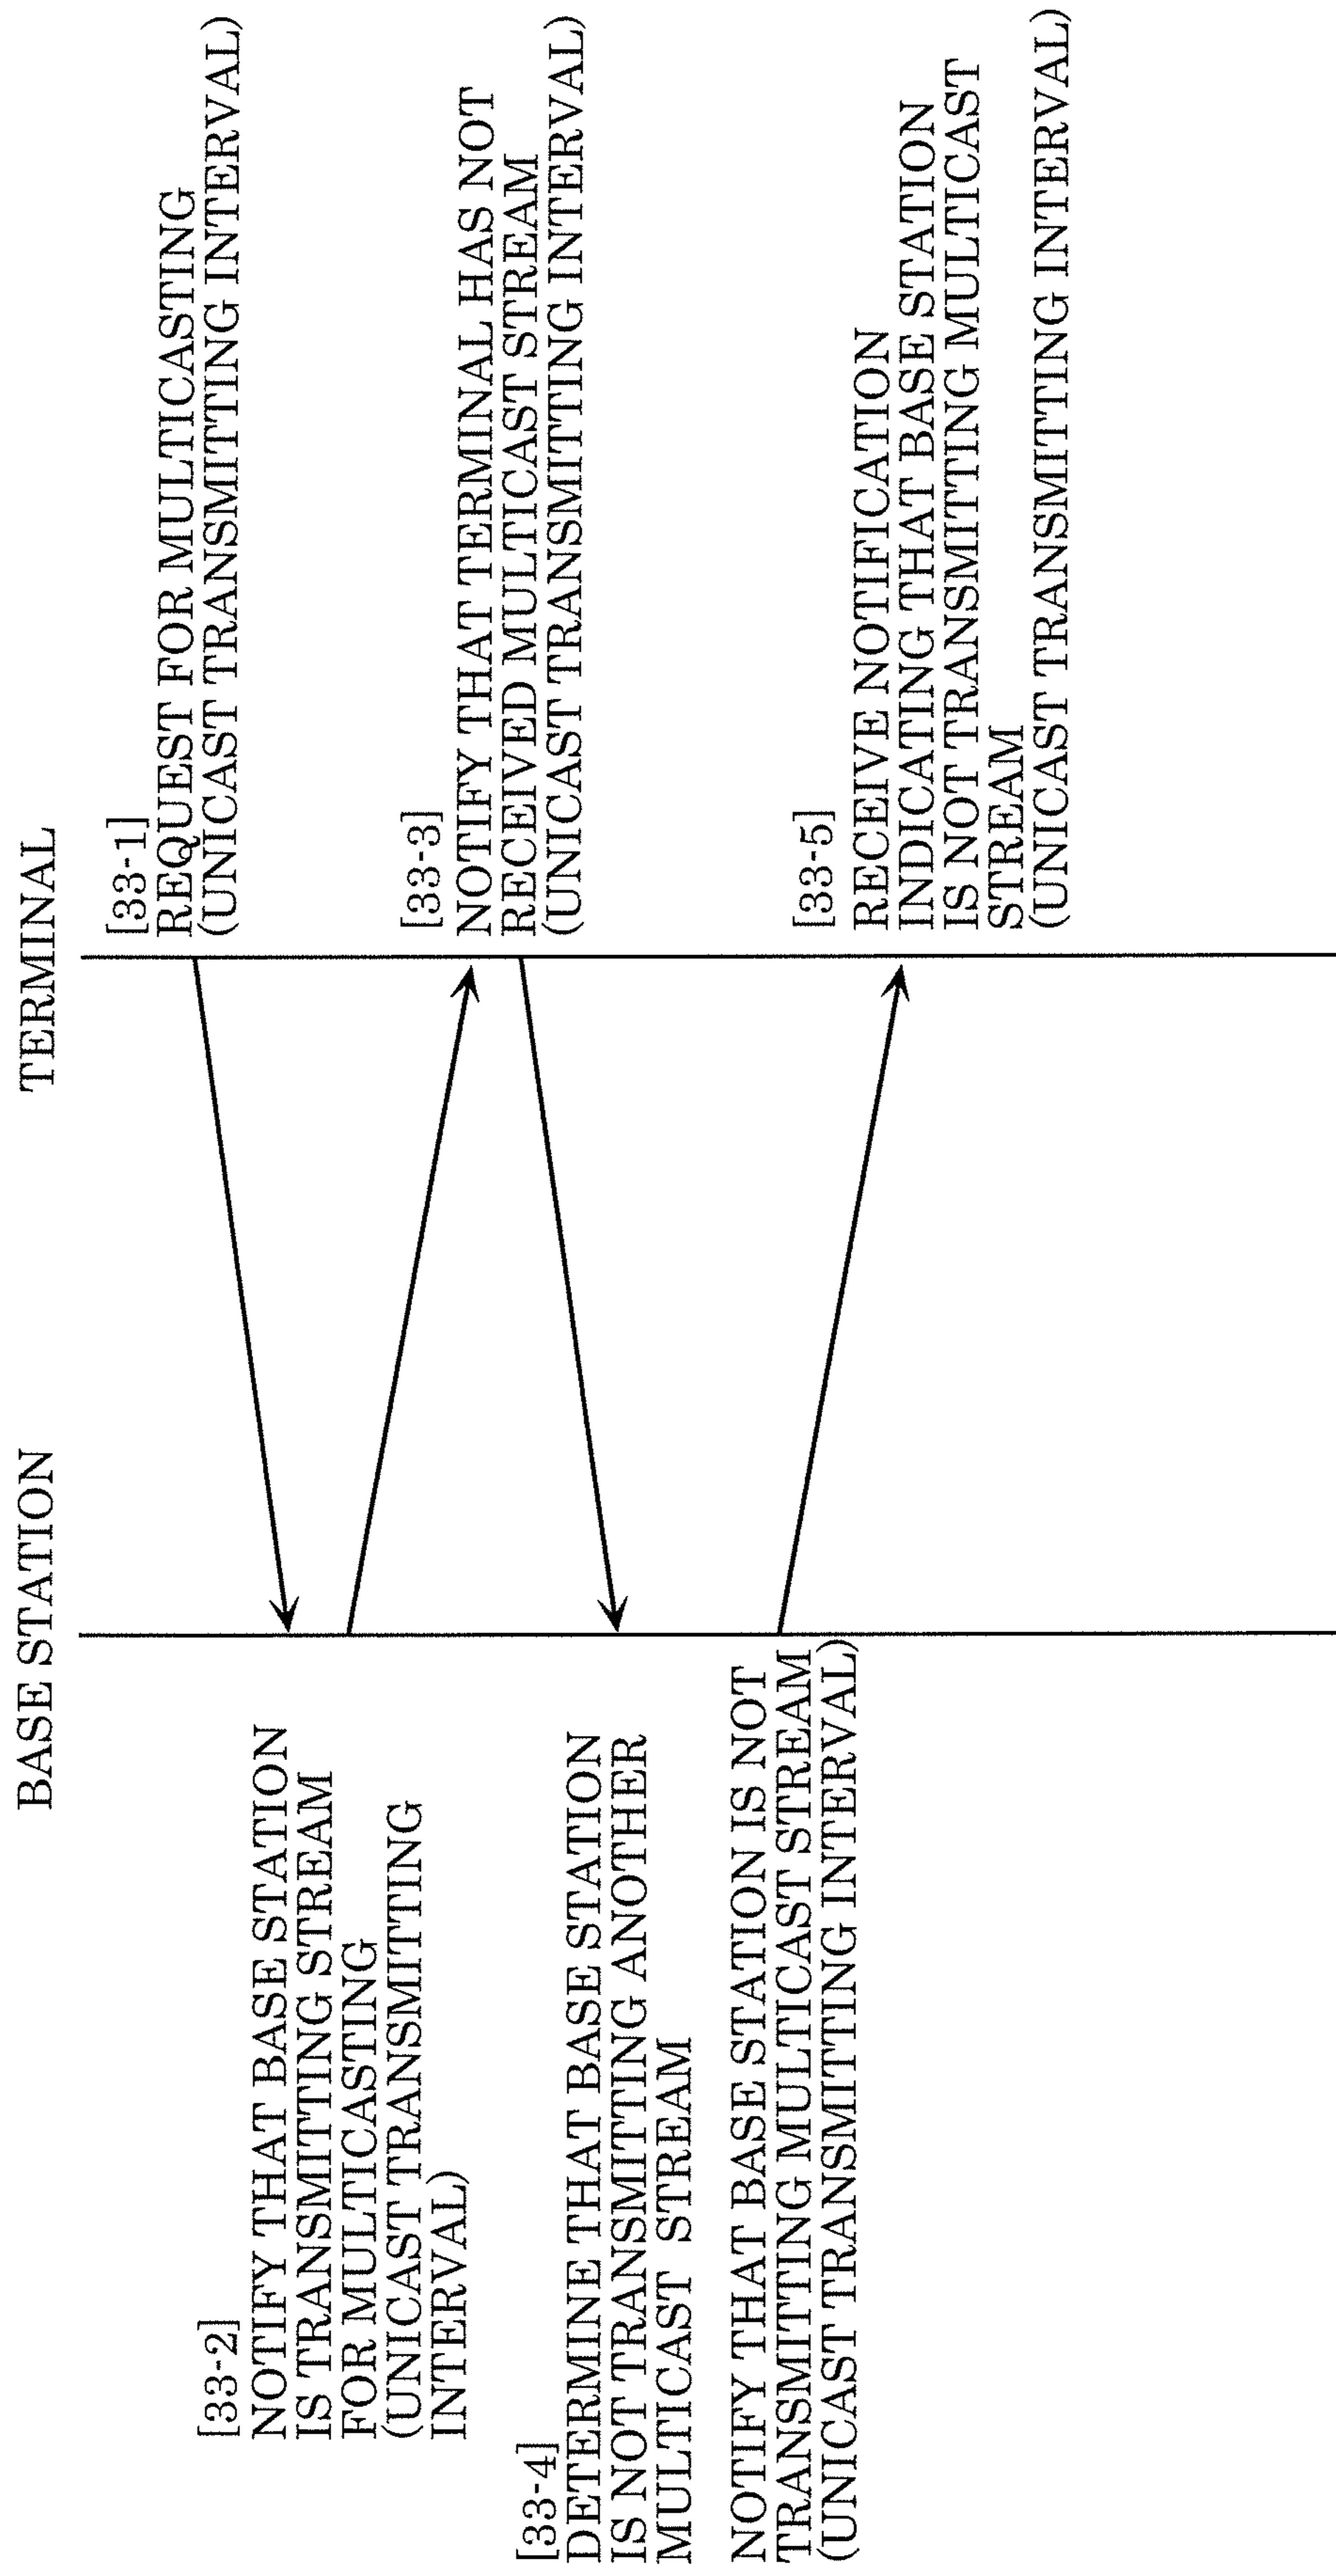 BASE STATION
TERMINAL
[33-1]
REQUEST FOR MULTICASTING
(UNICAST TRANSMITTING INTERVAL)
[33-2]
NOTIFY THAT BASE STATION
IS TRANSMITTING STREAM
FOR MULTICASTING
(UNICAST TRANSMITTING
INTERVAL)
[33-3]
NOTIFY THAT TERMINAL HAS NOT
RECEIVED MULTICAST STREAM
(UNICAST TRANSMITTING INTERVAL)
[33-4]
DETERMINE THAT BASE STATION
IS NOT TRANSMITTING ANOTHER
MULTICAST STREAM
NOTIFY THAT BASE STATION IS NOT
TRANSMITTING MULTICAST STREAM
(UNICAST TRANSMITTING INTERVAL)
[33-5]
RECEIVE NOTIFICATION
INDICATING THAT BASE STATION
IS NOT TRANSMITTING MULTICAST
STREAM
(UNICAST TRANSMITTING INTERVAL)